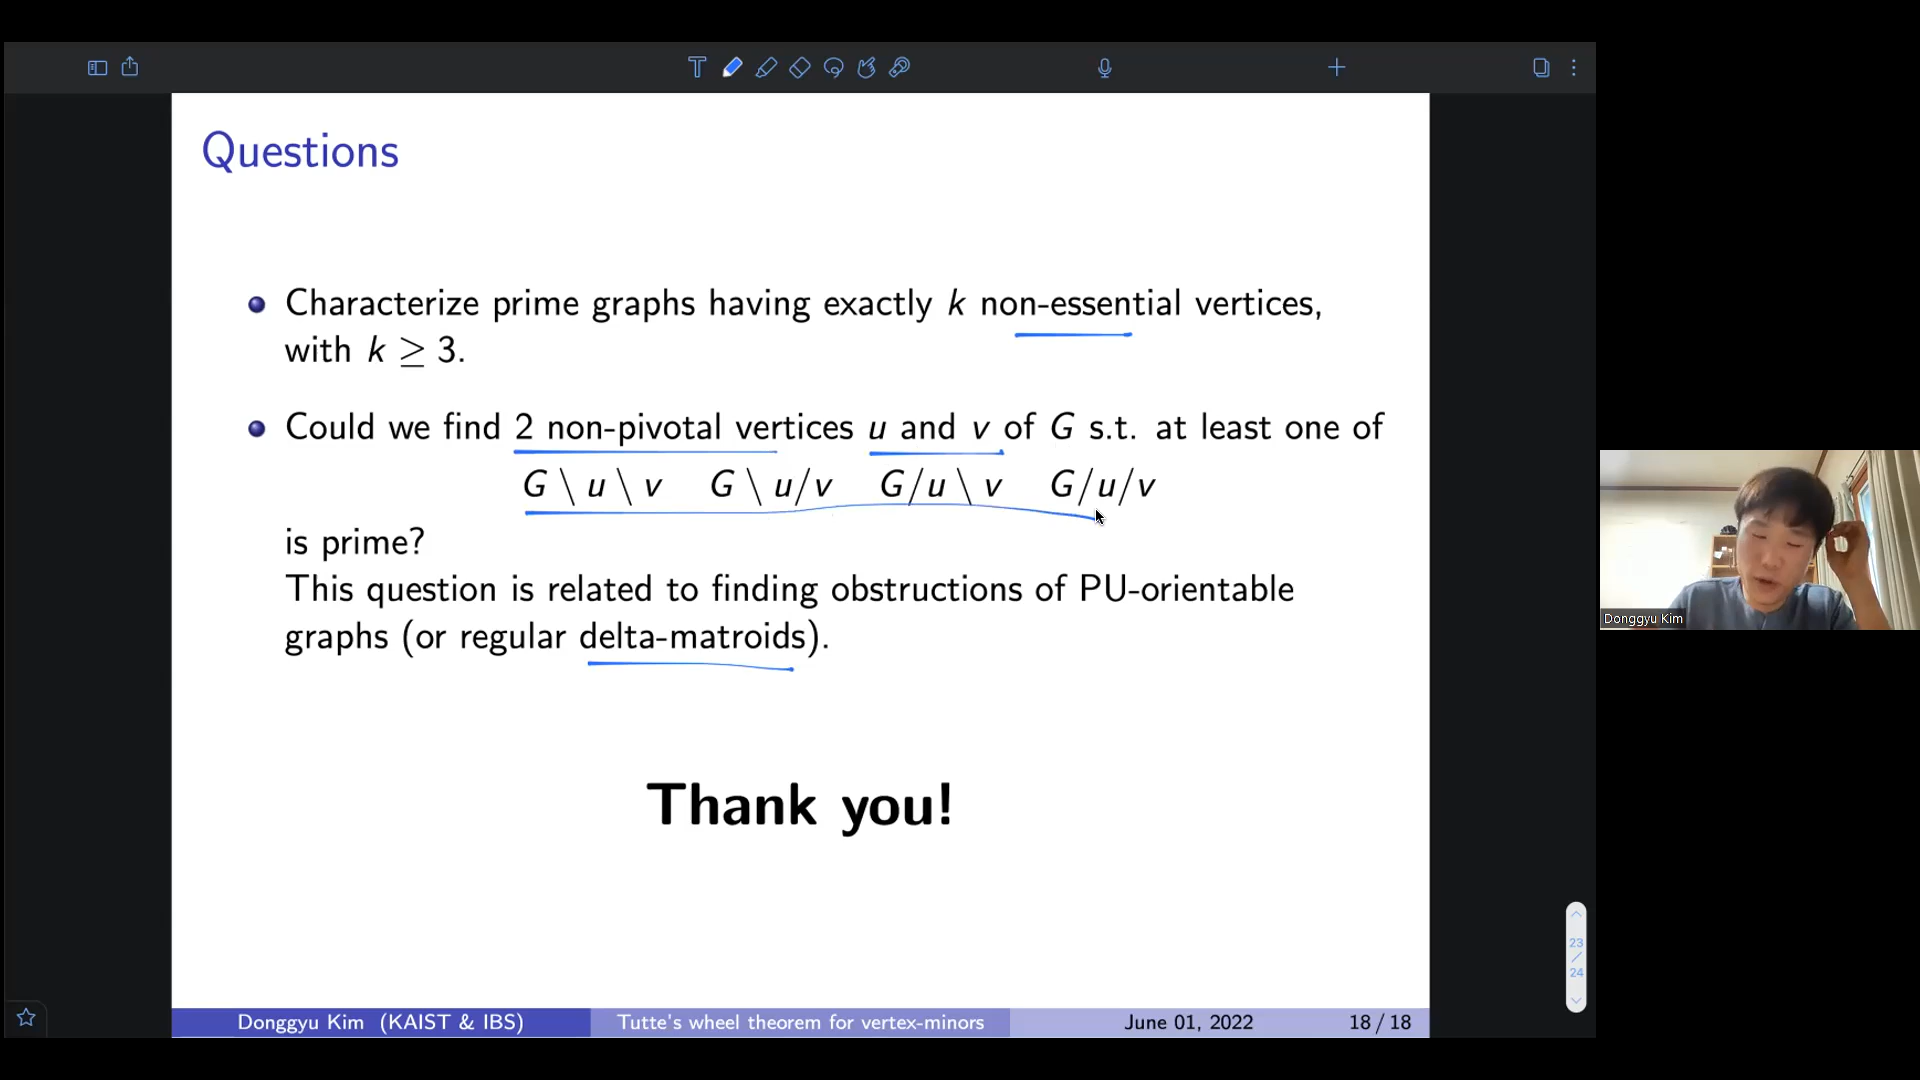 Questions
Characterize prime graphs having exactly k non-essential vertices,
with k ≥ 3.
Could we find 2 non-pivotal vertices u and v of G s.t. at least one of
G \ u \ v   G \ u/v   G/u \ v   G/u/v
is prime?
This question is related to finding obstructions of PU-orientable
graphs (or regular delta-matroids).
Thank you!
Donggyu Kim (KAIST & IBS)   Tutte's wheel theorem for vertex-minors   June 01, 2022   18 / 18
23
/
24
Donggyu Kim